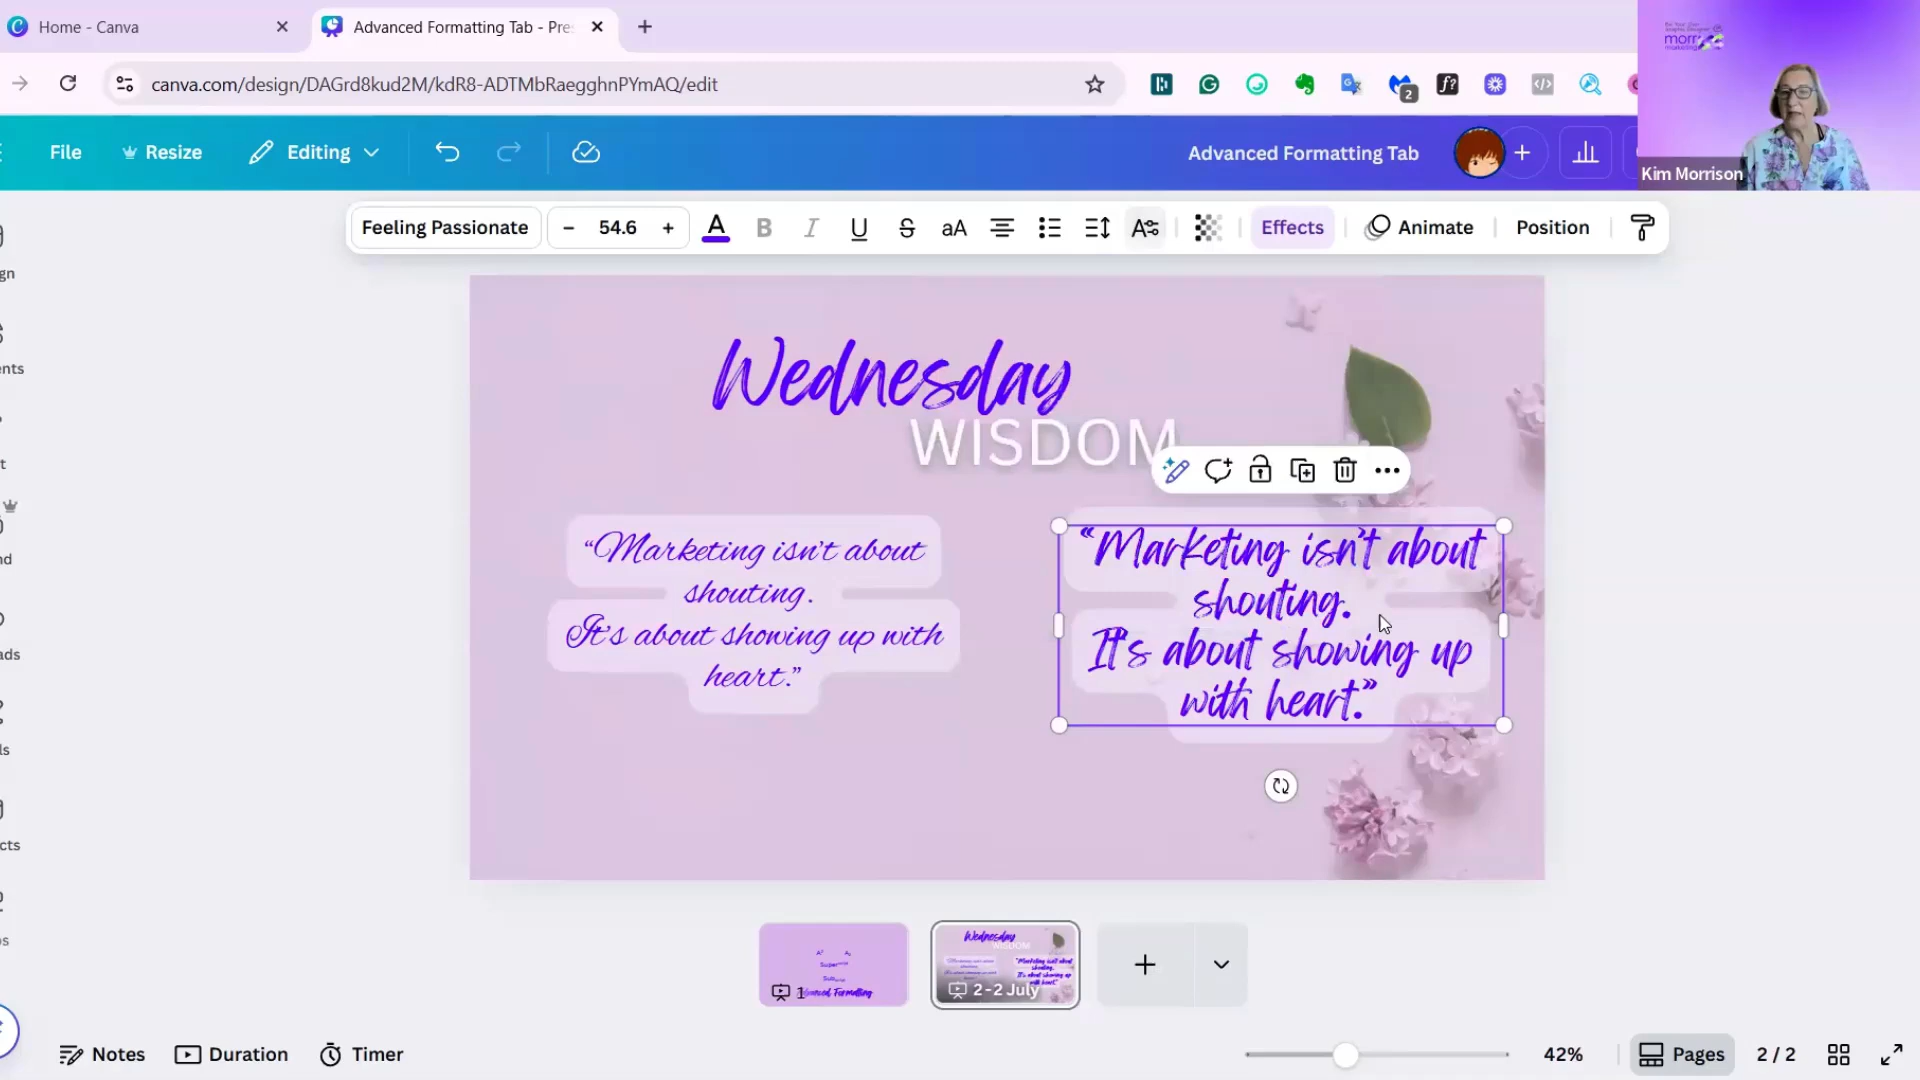 Home - Canva
Advanced Formatting Tab - Pre
canva.com/design/DAGrd8kud2M/kdR8-ADTMbRaegghnPYmAQ/edit
2
File
Resize
Editing
Advanced Formatting Tab
Kim Morrison
Feeling Passionate
54.6
A
B
I
U
S
aA
Effects
Animate
Position
Wednesday
WISDOM
“Marketing isn’t about
shouting.
It’s about showing up with
heart.”
“Marketing isn’t about
shouting.
It’s about showing up
with heart.”
1
2 - 2 July
Notes
Duration
Timer
42%
Pages
2 / 2